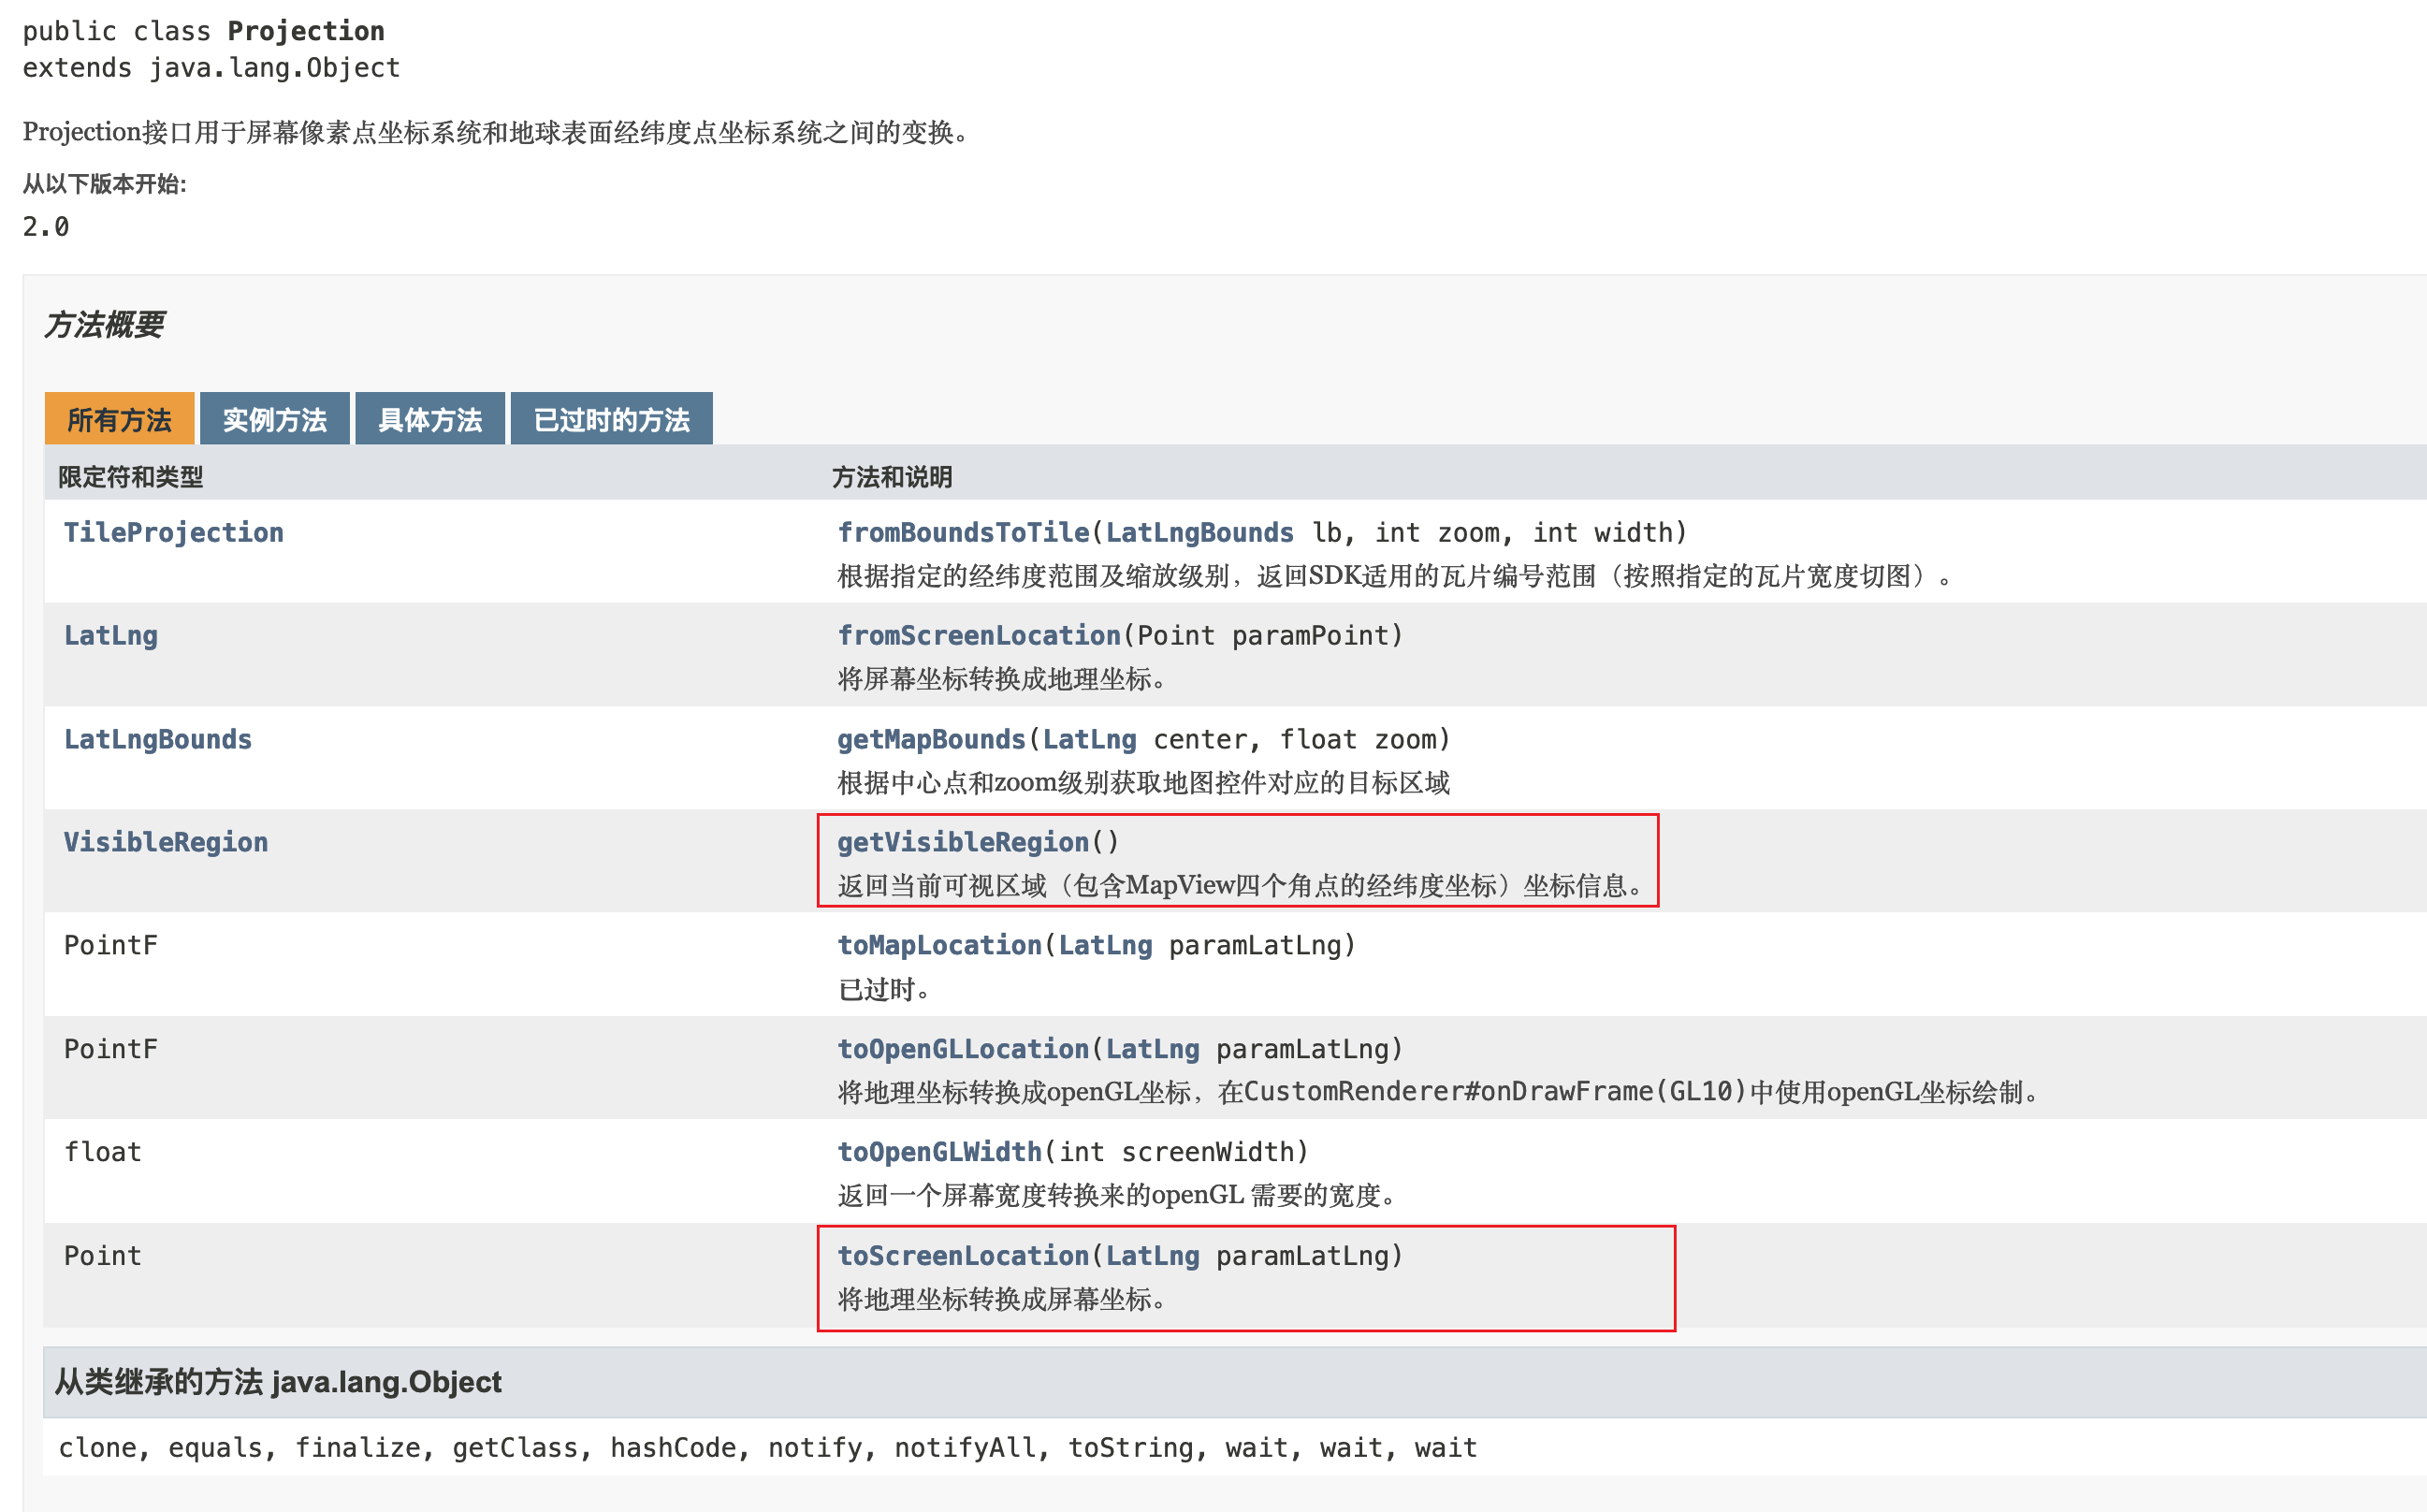 public class Projection
extends java.lang.Object
Projection接口用于屏幕像素点坐标系统和地球表面经纬度点坐标系统之间的变换。
从以下版本开始:
2.0
方法概要
所有方法 实例方法 具体方法 已过时的方法
限定符和类型 方法和说明
TileProjection fromBoundsToTile(LatLngBounds lb, int zoom, int width)
根据指定的经纬度范围及缩放级别，返回SDK适用的瓦片编号范围（按照指定的瓦片宽度切图）。
LatLng fromScreenLocation(Point paramPoint)
将屏幕坐标转换成地理坐标。
LatLngBounds getMapBounds(LatLng center, float zoom)
根据中心点和zoom级别获取地图控件对应的目标区域
VisibleRegion getVisibleRegion()
返回当前可视区域（包含MapView四个角点的经纬度坐标）坐标信息。
PointF toMapLocation(LatLng paramLatLng)
已过时。
PointF toOpenGLLocation(LatLng paramLatLng)
将地理坐标转换成openGL坐标，在CustomRenderer#onDrawFrame(GL10)中使用openGL坐标绘制。
float toOpenGLWidth(int screenWidth)
返回一个屏幕宽度转换来的openGL 需要的宽度。
Point toScreenLocation(LatLng paramLatLng)
将地理坐标转换成屏幕坐标。
从类继承的方法 java.lang.Object
clone, equals, finalize, getClass, hashCode, notify, notifyAll, toString, wait, wait, wait